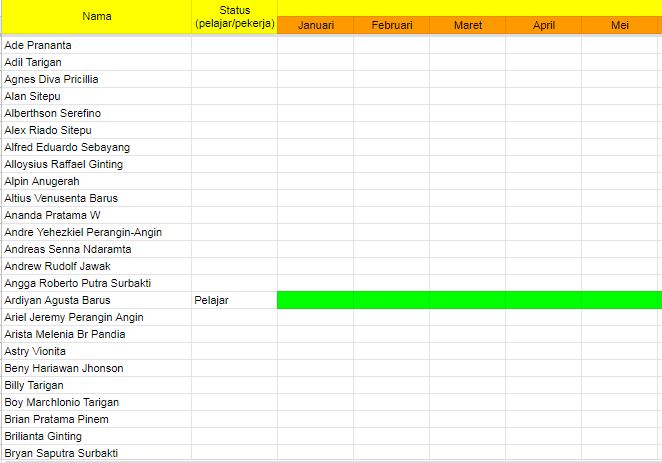 Nama
Status
(pelajar/pekerja)
Januari Februari Maret April Mei
Ade Prananta
Adil Tarigan
Agnes Diva Pricillia
Alan Sitepu
Alberthson Serefino
Alex Riado Sitepu
Alfred Eduardo Sebayang
Alloysius Raffael Ginting
Alpin Anugerah
Altius Venusenta Barus
Ananda Pratama W
Andre Yehezkiel Perangin-Angin
Andreas Senna Ndaramta
Andrew Rudolf Jawak
Angga Roberto Putra Surbakti
Ardiyan Agusta Barus Pelajar
Ariel Jeremy Perangin Angin
Arista Melenia Br Pandia
Astry Vionita
Beny Hariawan Jhonson
Billy Tarigan
Boy Marchlonio Tarigan
Brian Pratama Pinem
Brilianta Ginting
Bryan Saputra Surbakti